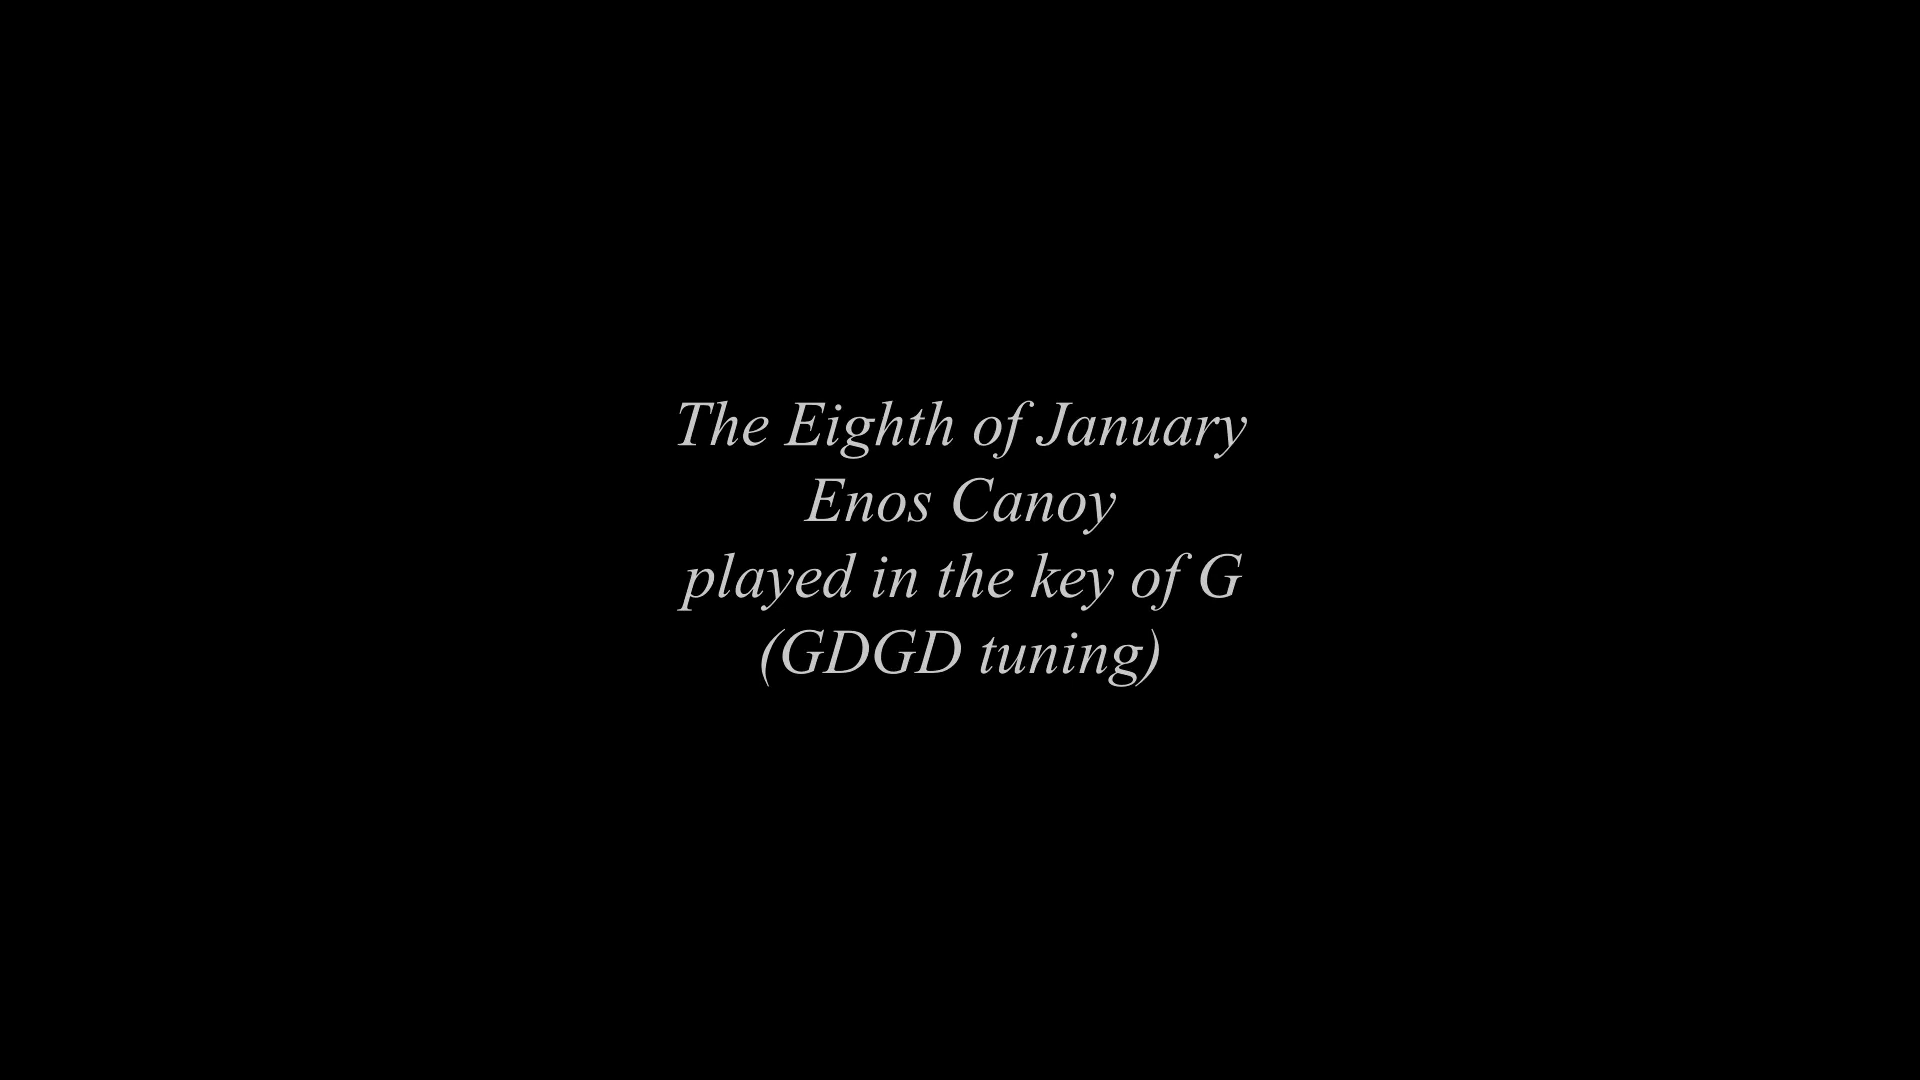 The Eighth of January
Enos Canoy
played in the key of G
(GDGD tuning)